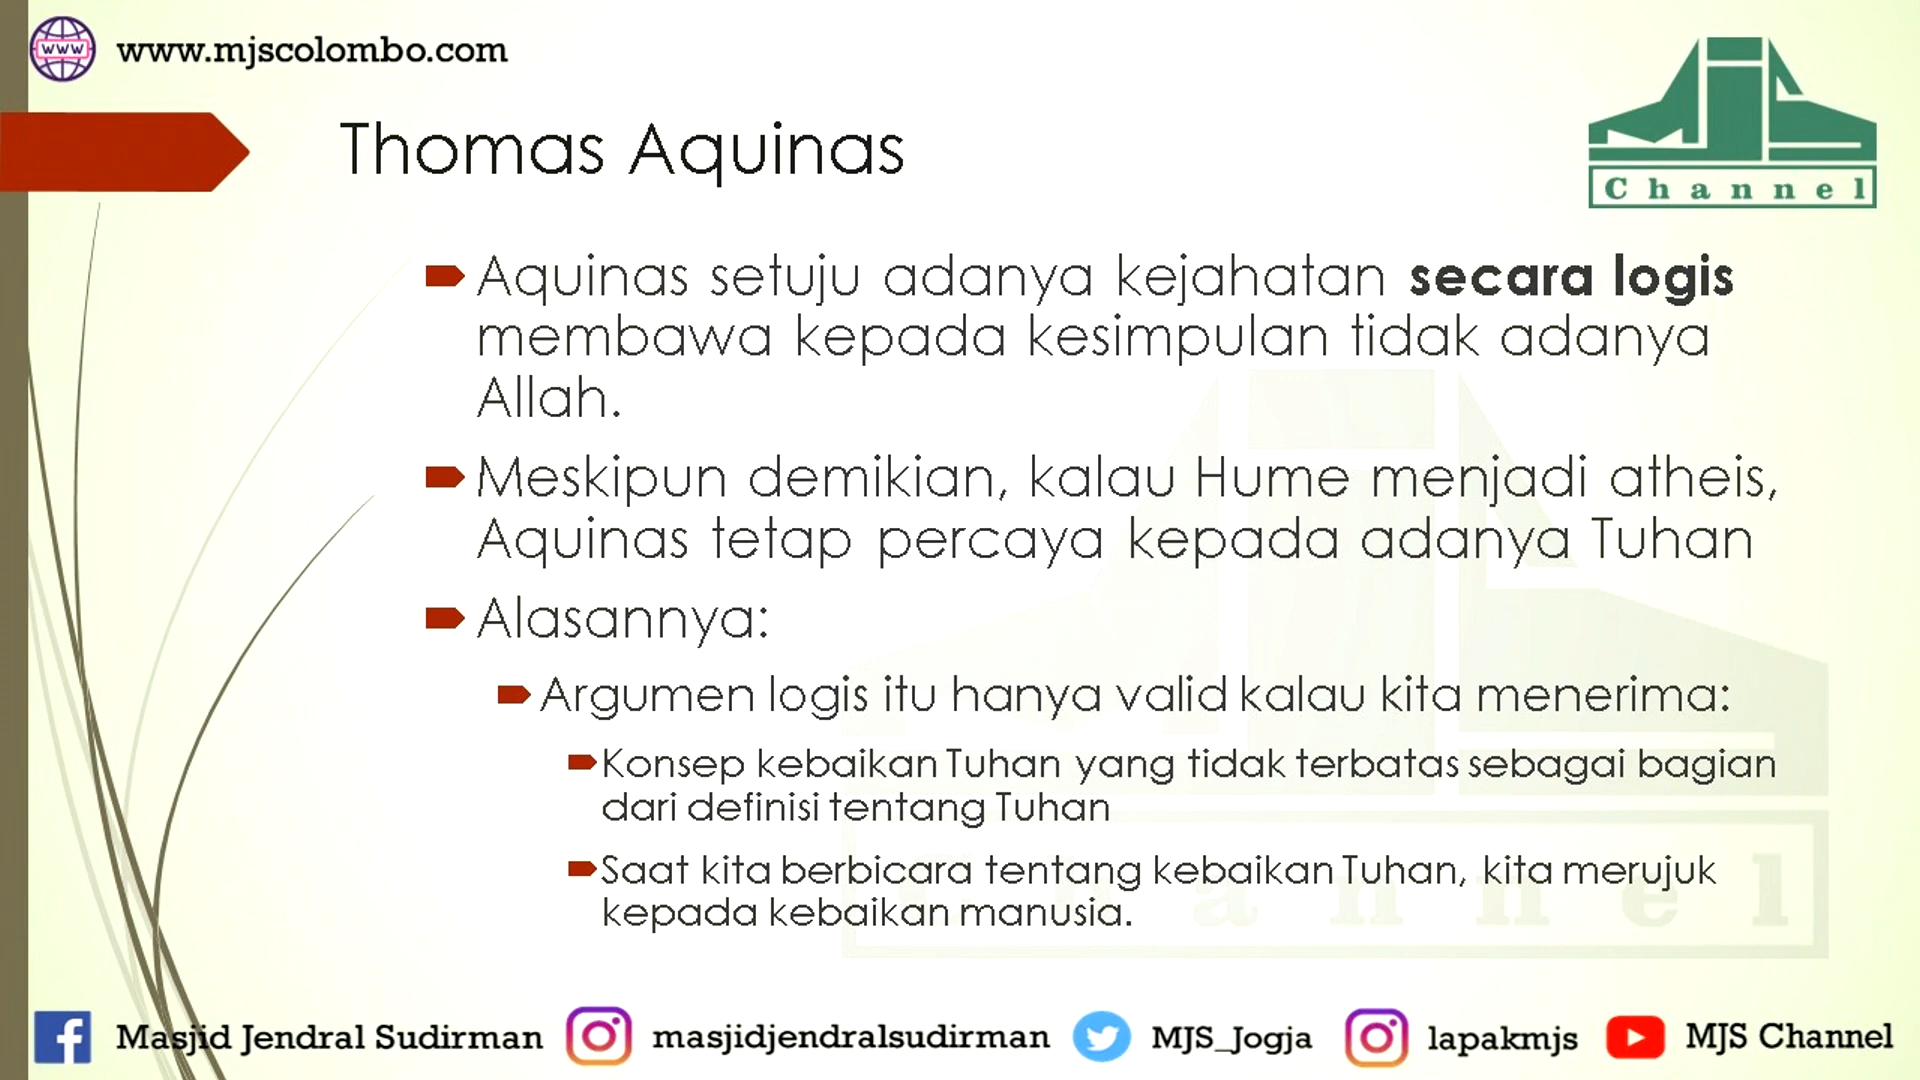 www.mjscolombo.com
Thomas Aquinas
Channel
Aquinas setuju adanya kejahatan secara logis
membawa kepada kesimpulan tidak adanya
Allah.
Meskipun demikian, kalau Hume menjadi atheis,
Aquinas tetap percaya kepada adanya Tuhan
Alasannya:
Argumen logis itu hanya valid kalau kita menerima:
Konsep kebaikan Tuhan yang tidak terbatas sebagai bagian
dari definisi tentang Tuhan
Saat kita berbicara tentang kebaikan Tuhan, kita merujuk
kepada kebaikan manusia.
Masjid Jendral Sudirman masjidjendralsudirman MJS_Jogja lapakmjs MJS Channel